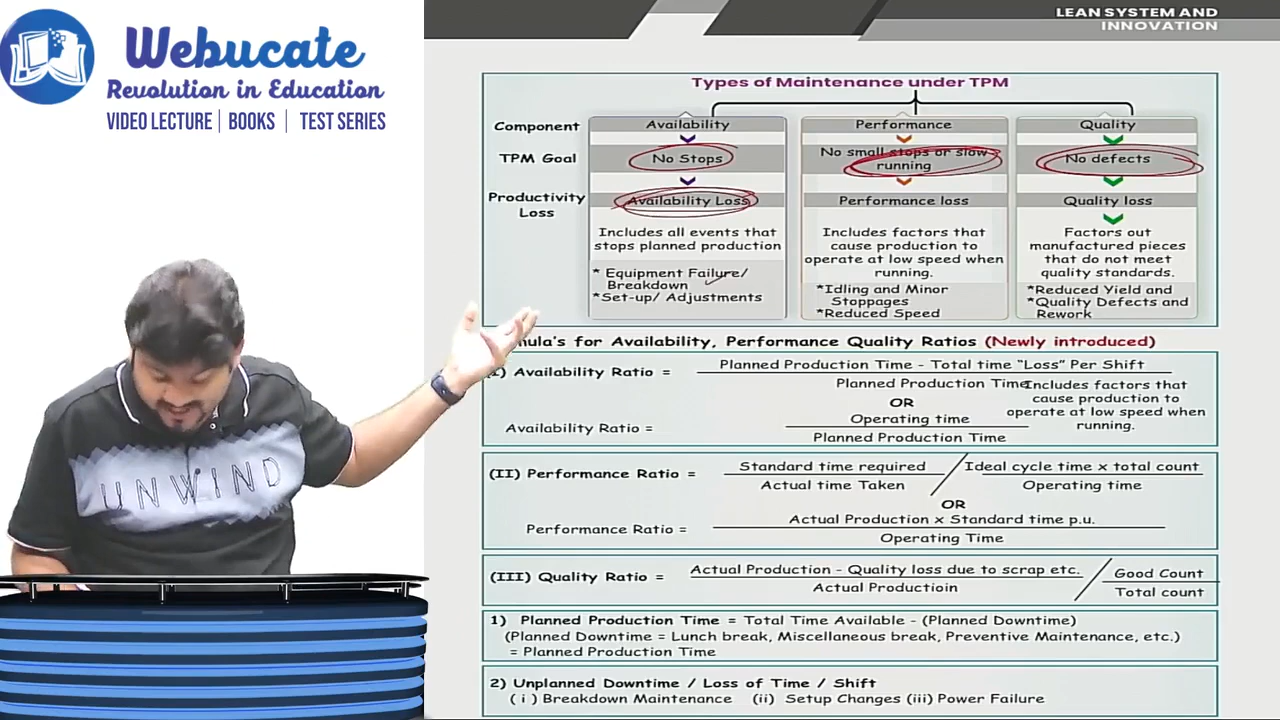 Webucate
Revolution in Education
VIDEO LECTURE | BOOKS | TEST SERIES
UNWIND
LEAN SYSTEM AND
INNOVATION
Types of Maintenance under TPM
Component
Availability
Performance
Quality
TPM Goal
No Stops
No small stops or slow
running
No defects
Productivity
Loss
Availability Loss
Performance loss
Quality loss
Includes all events that
stops planned production
Includes factors that
cause production to
operate at low speed when
running.
Factors out
manufactured pieces
that do not meet
quality standards.
* Equipment Failure/
Breakdown
*Set-up/ Adjustments
*Idling and Minor
Stoppages
*Reduced Speed
*Reduced Yield and
*Quality Defects and
Rework
mula's for Availability, Performance Quality Ratios (Newly introduced)
I) Availability Ratio =
Planned Production Time - Total time “Loss” Per Shift
Planned Production Time
OR
Availability Ratio =
Operating time
Planned Production Time
Includes factors that
cause production to
operate at low speed when
running.
(II) Performance Ratio =
Standard time required
Actual time Taken
/
Ideal cycle time x total count
Operating time
OR
Performance Ratio =
Actual Production x Standard time p.u.
Operating Time
(III) Quality Ratio =
Actual Production - Quality loss due to scrap etc.
Actual Productioin
/
Good Count
Total count
1) Planned Production Time = Total Time Available - (Planned Downtime)
(Planned Downtime = Lunch break, Miscellaneous break, Preventive Maintenance, etc.)
= Planned Production Time
2) Unplanned Downtime / Loss of Time / Shift
( i ) Breakdown Maintenance (ii) Setup Changes (iii) Power Failure